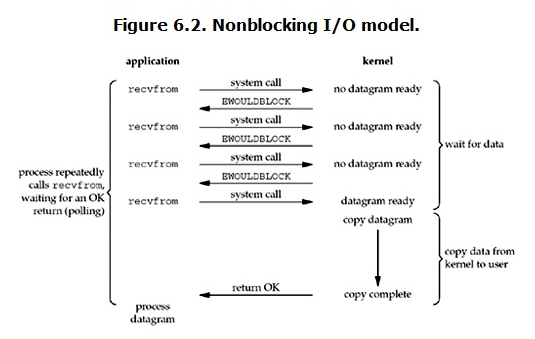 Figure 6.2. Nonblocking I/O model.
application
kernel
recvfrom
system call
no datagram ready
EWOULDBLOCK
recvfrom
system call
no datagram ready
EWOULDBLOCK
recvfrom
system call
no datagram ready
EWOULDBLOCK
recvfrom
system call
datagram ready
copy datagram
process repeatedly
calls recvfrom,
waiting for an OK
return (polling)
wait for data
copy data from
kernel to user
return OK
copy complete
process
datagram